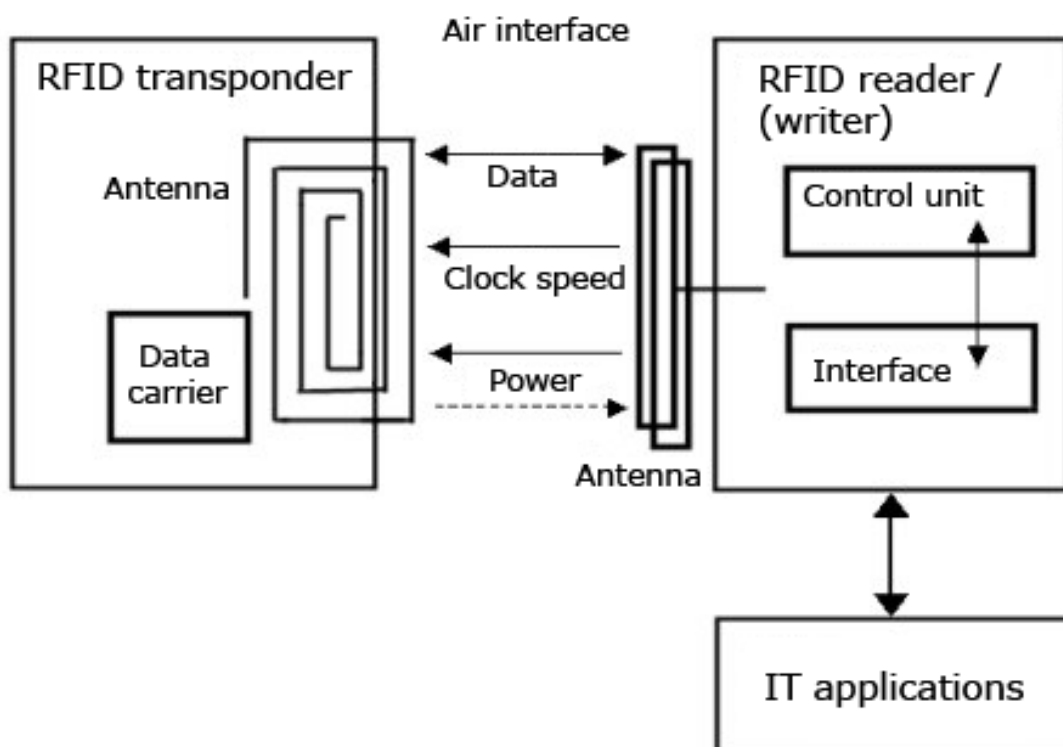 Air interface
RFID transponder
RFID reader /
(writer)
Antenna
Data
Control unit
Clock speed
Data
carrier
Power
Interface
Antenna
IT applications